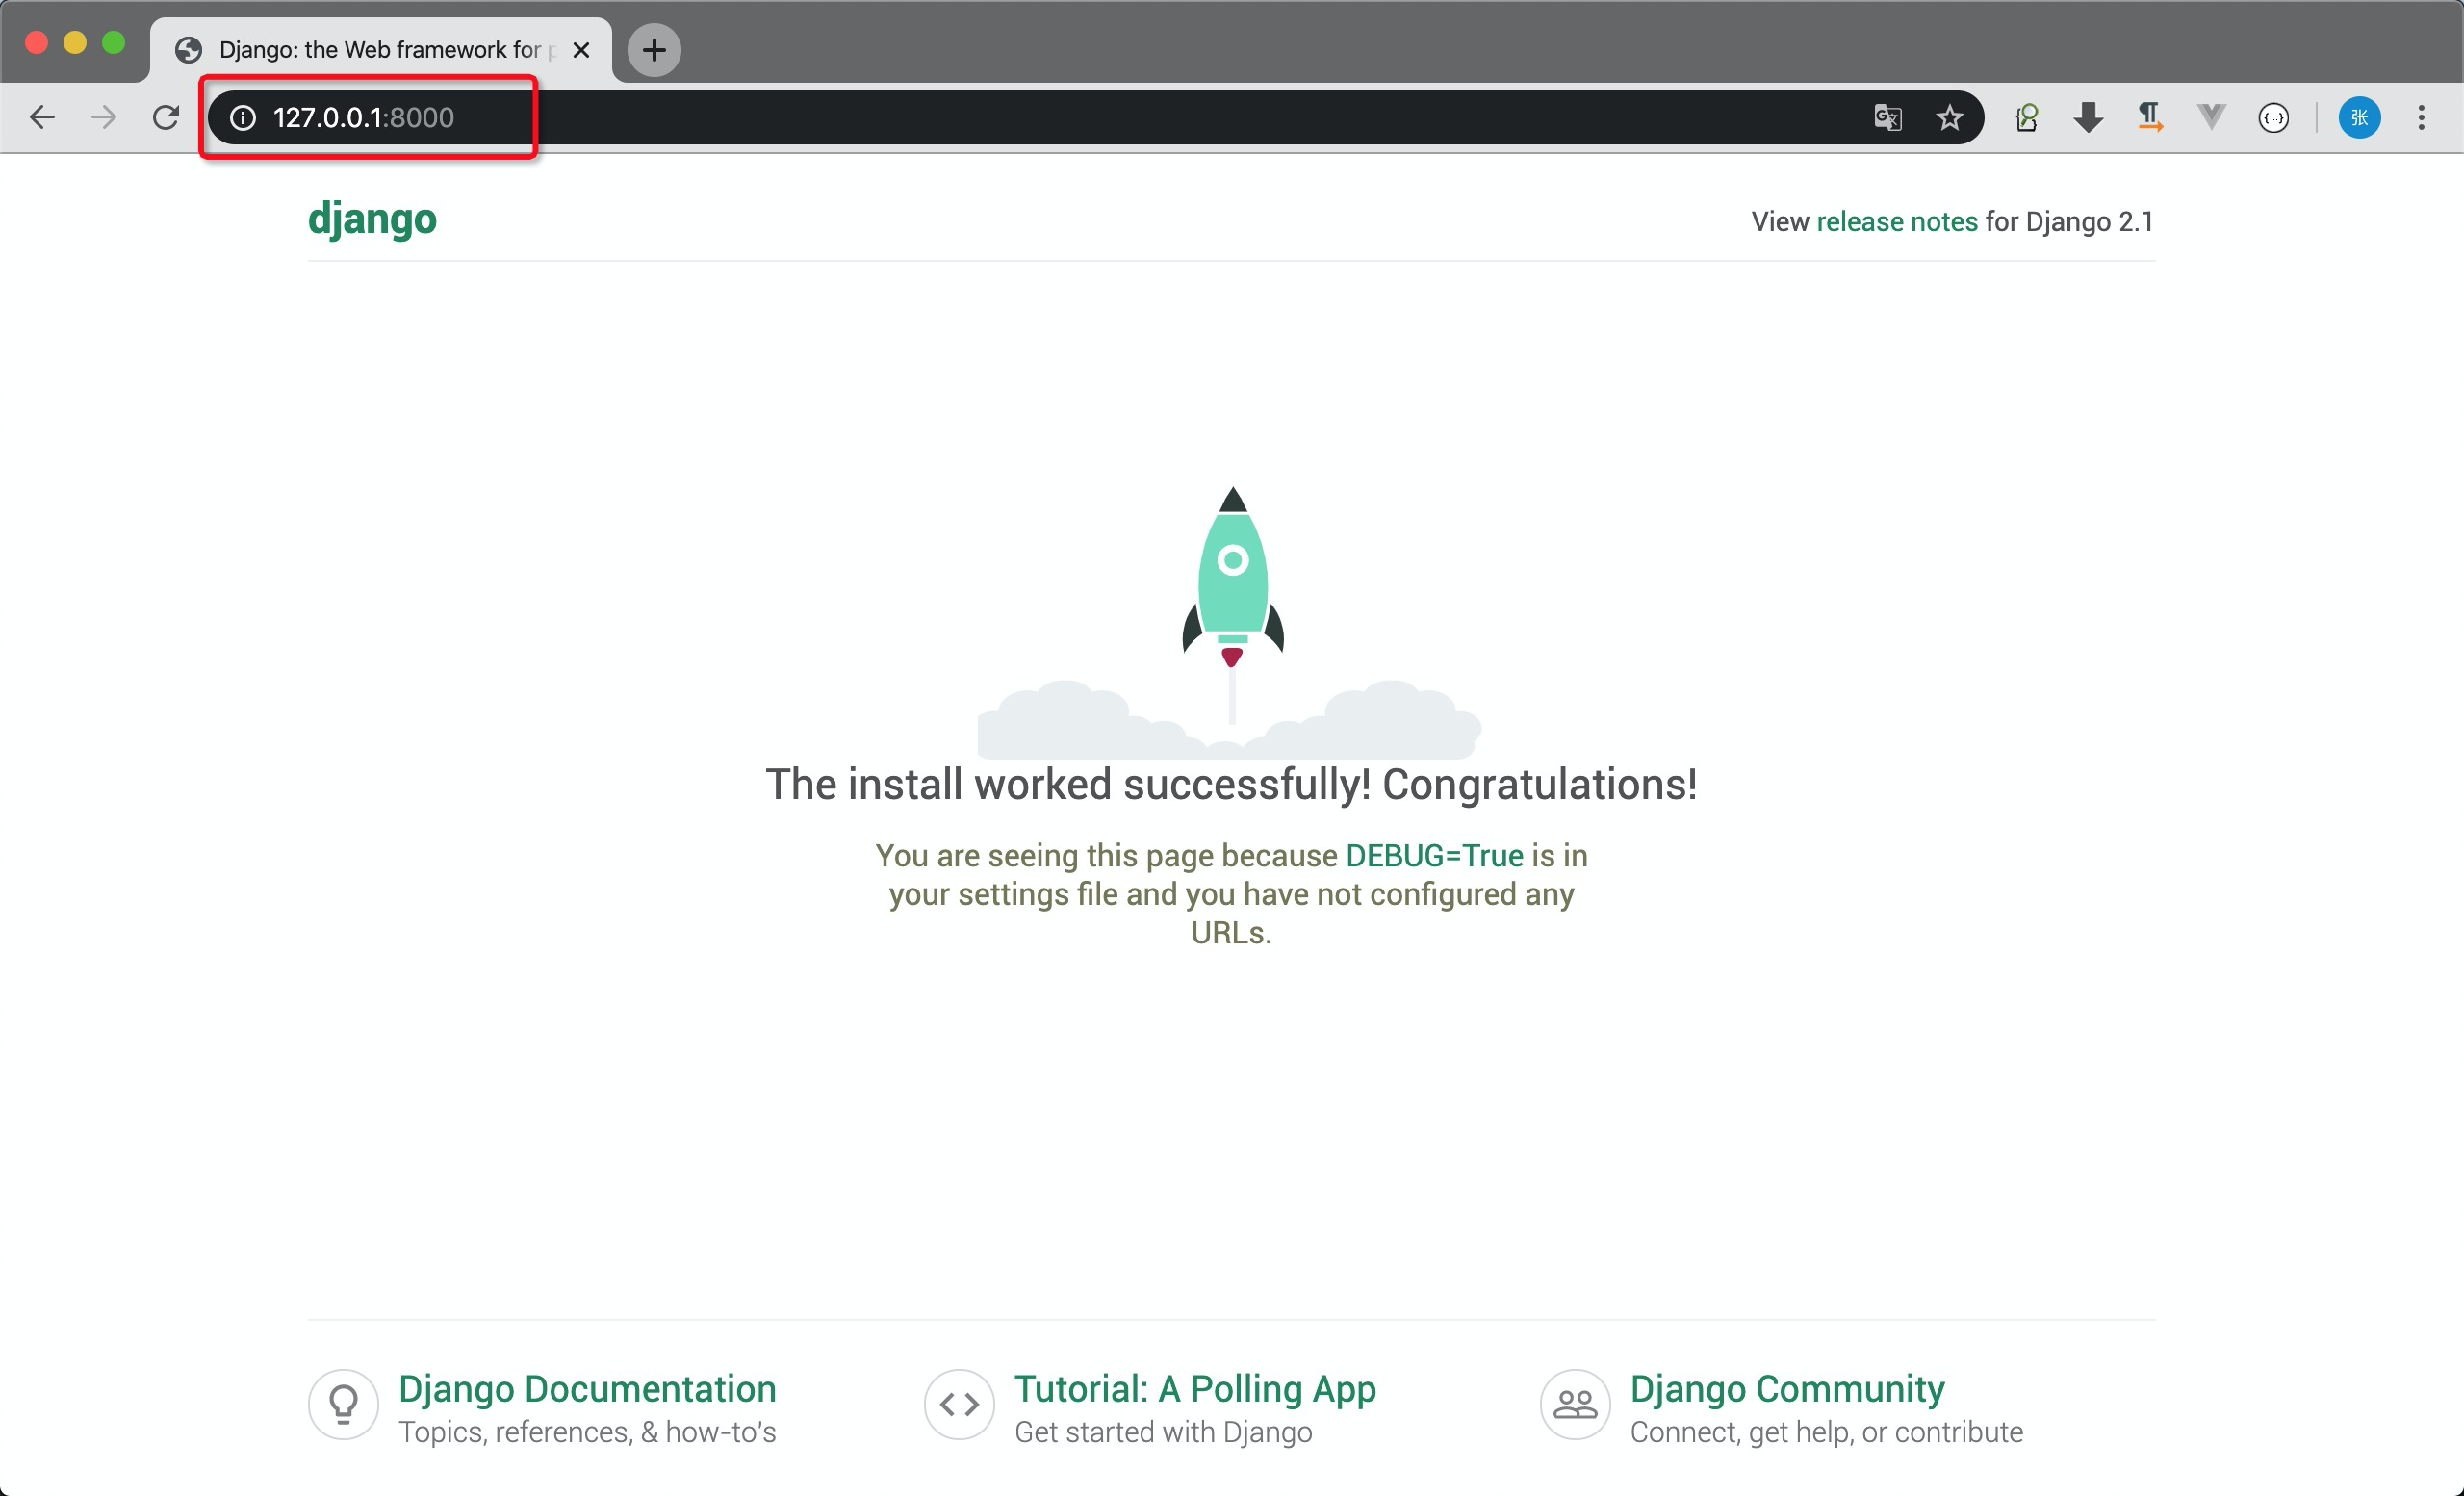 Django: the Web framework for p
127.0.0.1:8000
张
django
View release notes for Django 2.1
The install worked successfully! Congratulations!
You are seeing this page because DEBUG=True is in
your settings file and you have not configured any
URLs.
Django Documentation
Topics, references, & how-to's
Tutorial: A Polling App
Get started with Django
Django Community
Connect, get help, or contribute